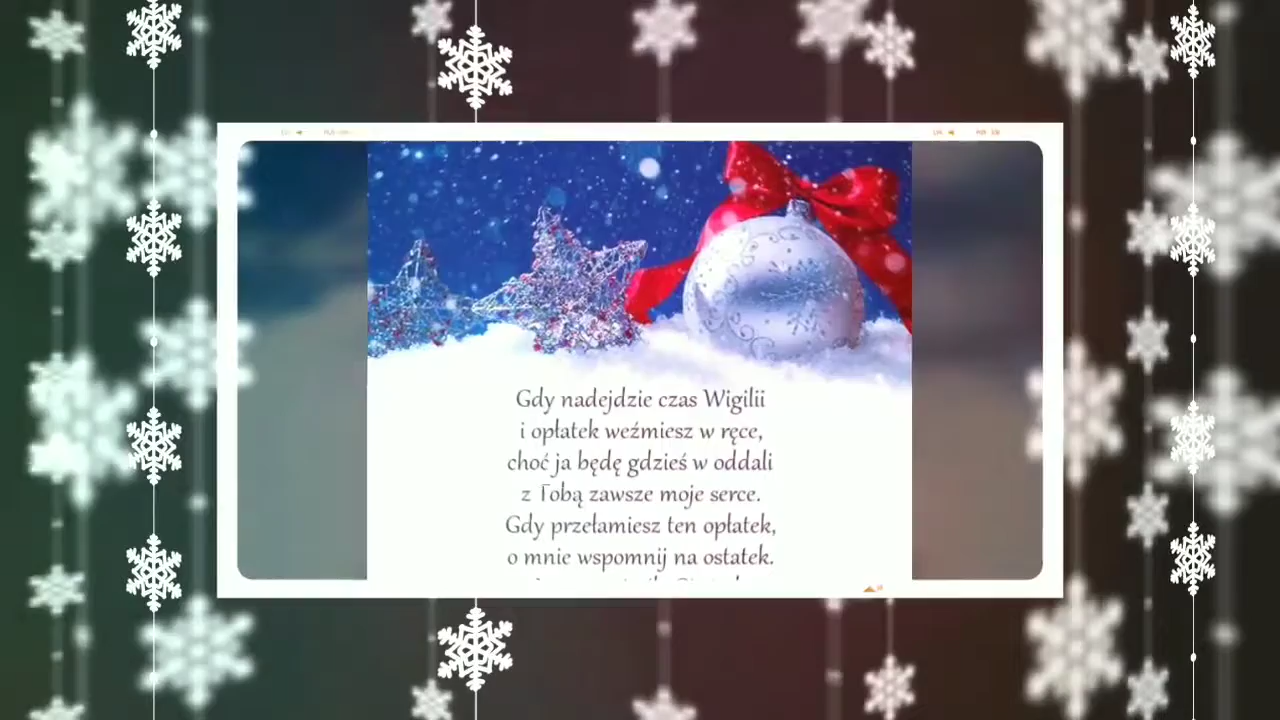 Gdy nadejdzie czas Wigilii
i opłatek weźmiesz w ręce,
choć ja będę gdzieś w oddali
z Tobą zawsze moje serce.
Gdy przełamiesz ten opłatek,
o mnie wspomnij na ostatek.